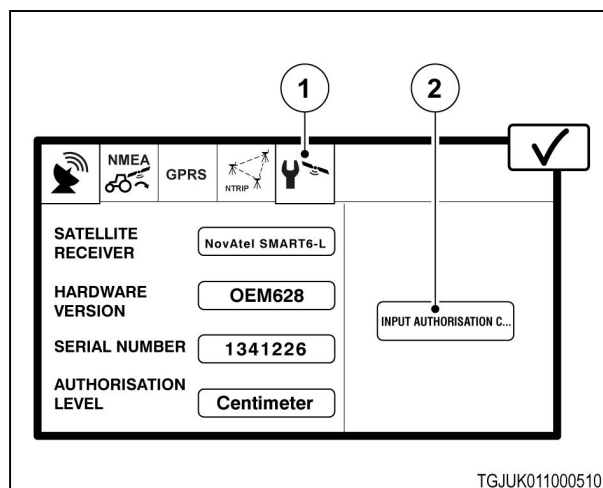 1
2
NMEA
GPRS
NTRIP
SATELLITE
RECEIVER
NovAtel SMART6-L
HARDWARE
VERSION
OEM628
INPUT AUTHORISATION C...
SERIAL NUMBER
1341226
AUTHORISATION
LEVEL
Centimeter
TGJUK011000510